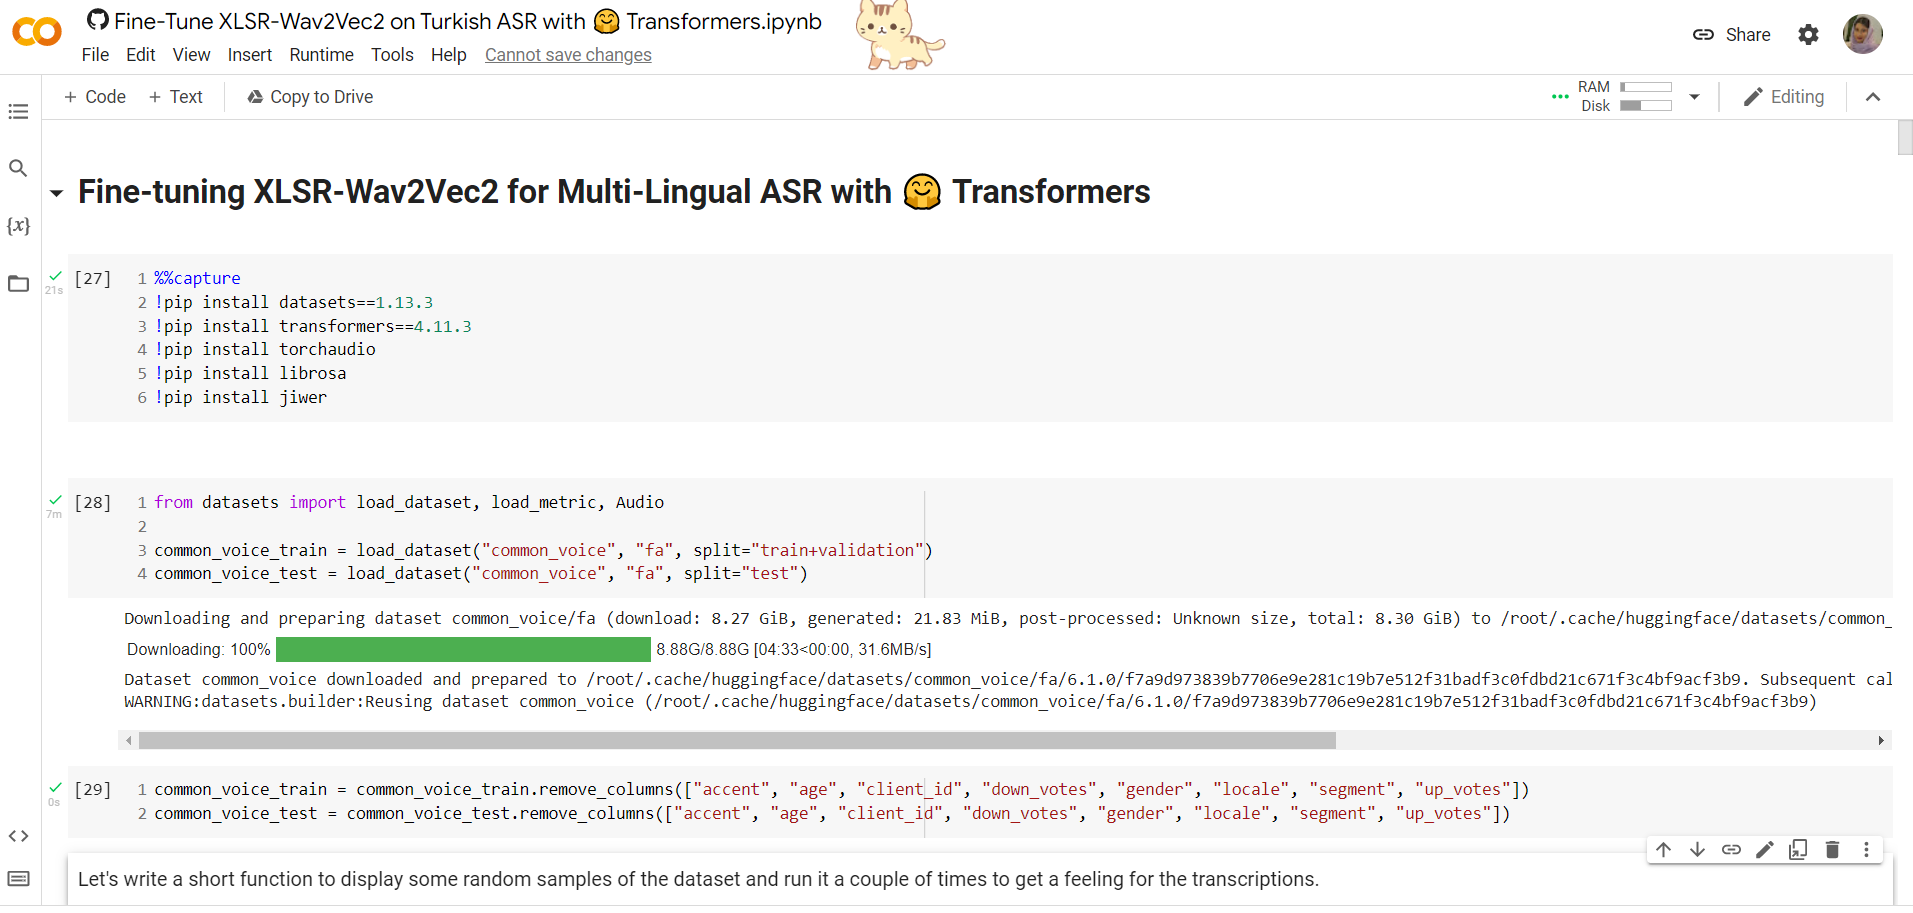 Fine-Tune XLSR-Wav2Vec2 on Turkish ASR with 🤗 Transformers.ipynb
File Edit View Insert Runtime Tools Help Cannot save changes
Share
+ Code + Text Copy to Drive
RAM
Disk
Editing
Fine-tuning XLSR-Wav2Vec2 for Multi-Lingual ASR with 🤗 Transformers
{x}
21s
[27]
1 %%capture
2 !pip install datasets==1.13.3
3 !pip install transformers==4.11.3
4 !pip install torchaudio
5 !pip install librosa
6 !pip install jiwer
7m
[28]
1 from datasets import load_dataset, load_metric, Audio
2
3 common_voice_train = load_dataset("common_voice", "fa", split="train+validation")
4 common_voice_test = load_dataset("common_voice", "fa", split="test")
Downloading and preparing dataset common_voice/fa (download: 8.27 GiB, generated: 21.83 MiB, post-processed: Unknown size, total: 8.30 GiB) to /root/.cache/huggingface/datasets/common_
Downloading: 100% 8.88G/8.88G [04:33<00:00, 31.6MB/s]
Dataset common_voice downloaded and prepared to /root/.cache/huggingface/datasets/common_voice/fa/6.1.0/f7a9d973839b7706e9e281c19b7e512f31badf3c0fdbd21c671f3c4bf9acf3b9. Subsequent cal
WARNING:datasets.builder:Reusing dataset common_voice (/root/.cache/huggingface/datasets/common_voice/fa/6.1.0/f7a9d973839b7706e9e281c19b7e512f31badf3c0fdbd21c671f3c4bf9acf3b9)
0s
[29]
1 common_voice_train = common_voice_train.remove_columns(["accent", "age", "client_id", "down_votes", "gender", "locale", "segment", "up_votes"])
2 common_voice_test = common_voice_test.remove_columns(["accent", "age", "client_id", "down_votes", "gender", "locale", "segment", "up_votes"])
Let's write a short function to display some random samples of the dataset and run it a couple of times to get a feeling for the transcriptions.